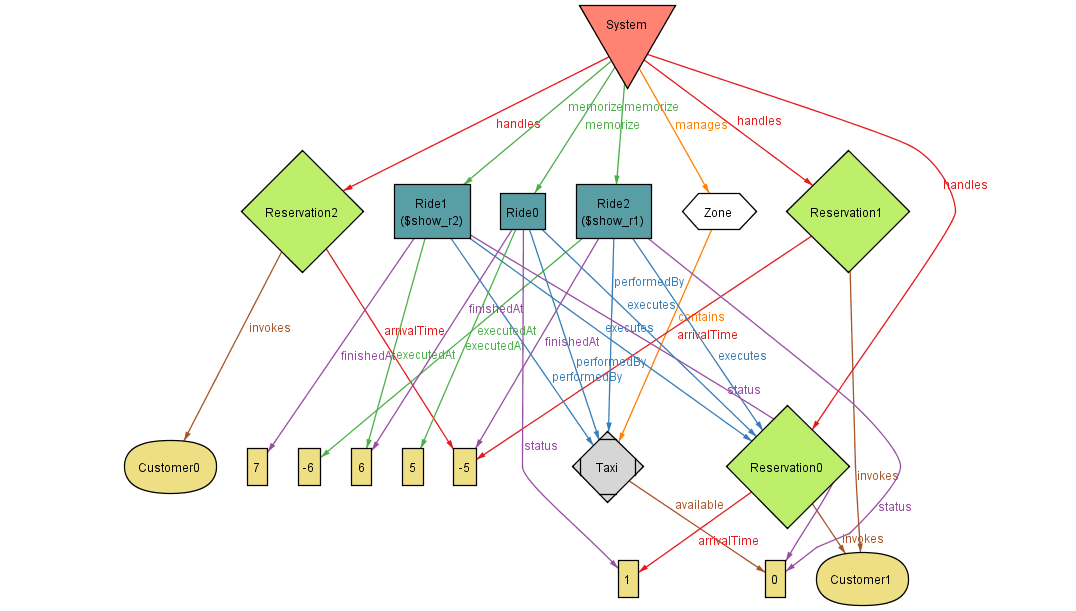 System
memorizememorize
handles
memorize
manages
handles
handles
Reservation2
Ride1
($show_r2)
Ride0
Ride2
($show_r1)
Zone
Reservation1
performedBy
executes
finishedAt
contains
invokes
arrivalTime
executedAt
executes
arrivalTime
executedAt
finishedAt
finishedAt
executedAt
performedBy
executes
performedBy
status
status
Customer0
7
-6
6
5
-5
Taxi
Reservation0
invokes
available
status
arrivalTime
invokes
1
0
Customer1